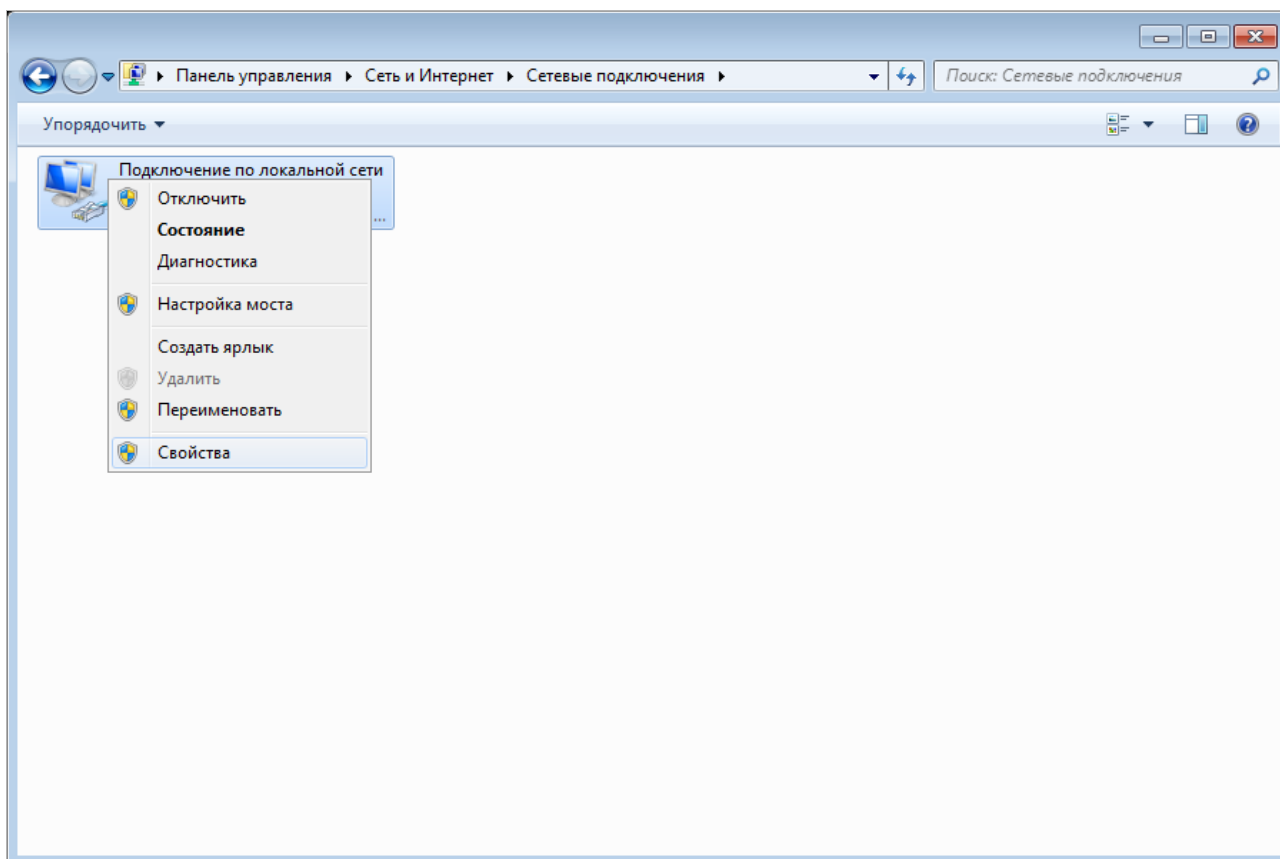 Панель управления ▸ Сеть и Интернет ▸ Сетевые подключения ▸
Поиск: Сетевые подключения
Упорядочить
Подключение по локальной сети
...
Отключить
Состояние
Диагностика
Настройка моста
Создать ярлык
Удалить
Переименовать
Свойства